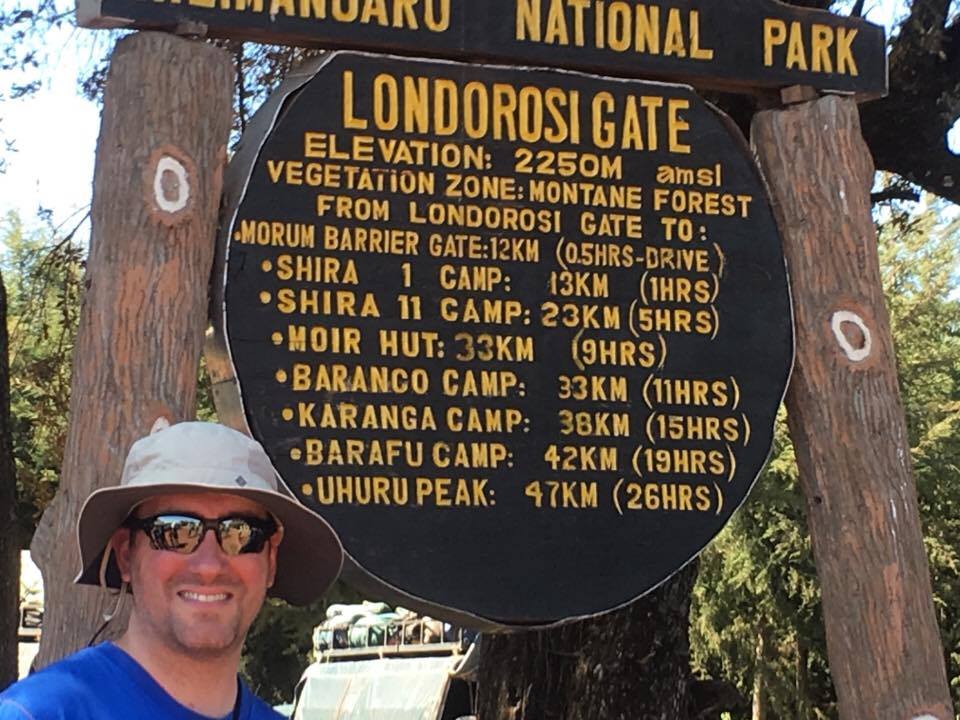 KILIMANJARO NATIONAL PARK
LONDOROSI GATE
ELEVATION: 2250M amsl
VEGETATION ZONE: MONTANE FOREST
FROM LONDOROSI GATE TO:
•MORUM BARRIER GATE:12KM (0.5HRS-DRIVE)
•SHIRA 1 CAMP: 13KM (1HRS)
•SHIRA 11 CAMP: 23KM (5HRS)
•MOIR HUT: 33KM (9HRS)
•BARANCO CAMP: 33KM (11HRS)
•KARANGA CAMP: 38KM (15HRS)
•BARAFU CAMP: 42KM (19HRS)
•UHURU PEAK: 47KM (26HRS)